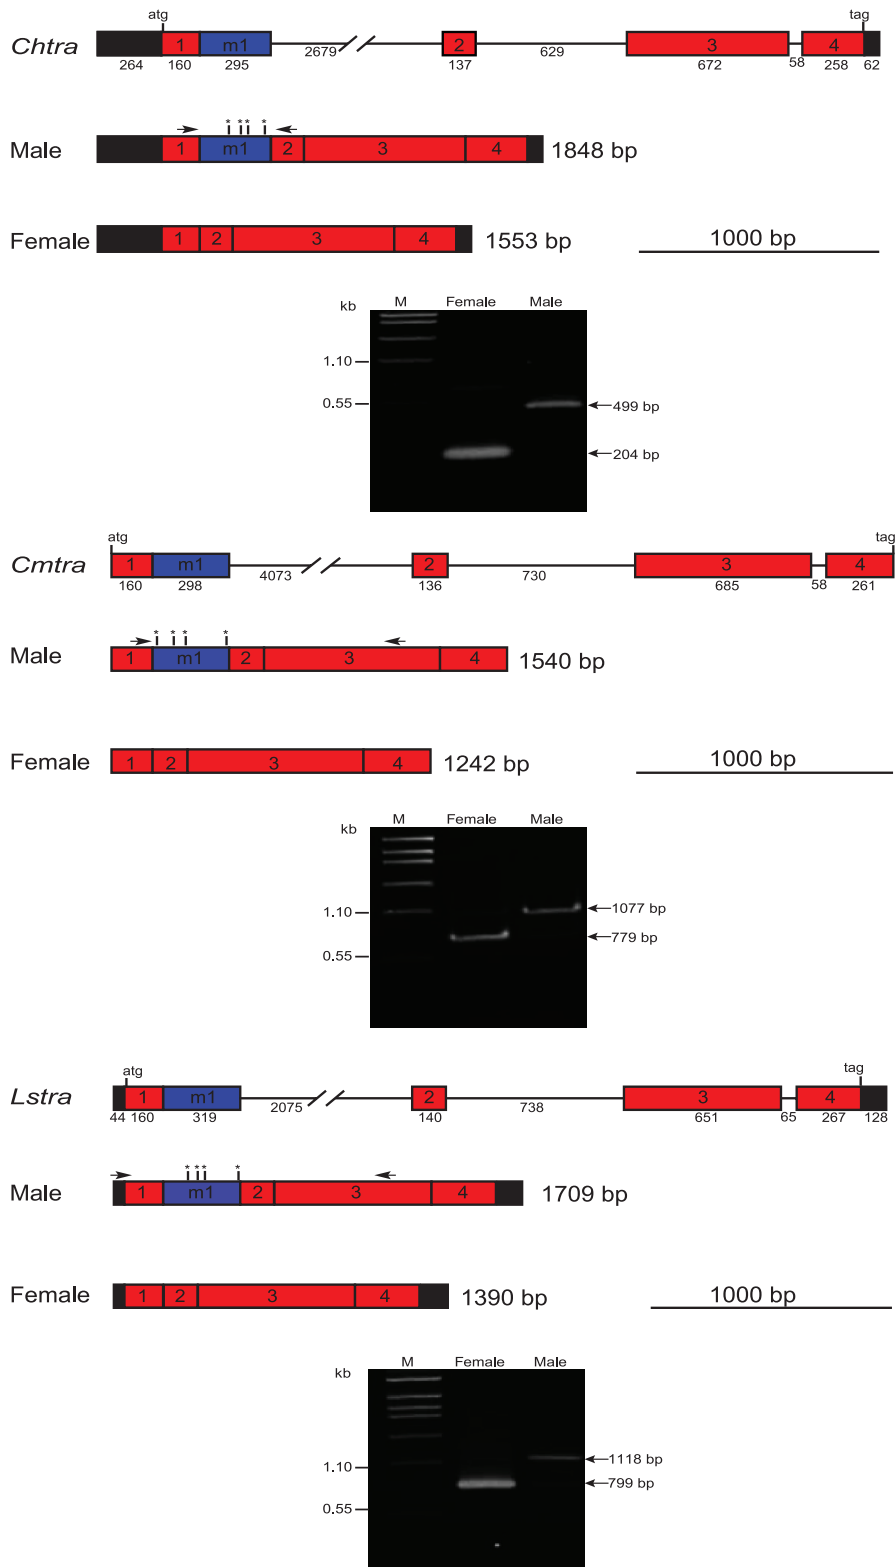 atg tag
Chtra 1 m1 2679 2 629 3 58 4
264 160 295 137 672 258 62
* ** *
Male 1 m1 2 3 4 1848 bp
Female 1 2 3 4 1553 bp 1000 bp
kb M Female Male
1.10
0.55 499 bp
204 bp
atg tag
Cmtra 1 m1 4073 2 730 3 58 4
160 298 136 685 261
* * * *
Male 1 m1 2 3 4 1540 bp
Female 1 2 3 4 1242 bp 1000 bp
kb M Female Male
1.10 1077 bp
779 bp
0.55
atg tag
Lstra 1 m1 2075 2 738 3 65 4
44 160 319 140 651 267 128
*** *
Male 1 m1 2 3 4 1709 bp
Female 1 2 3 4 1390 bp 1000 bp
kb M Female Male
1118 bp
1.10
799 bp
0.55